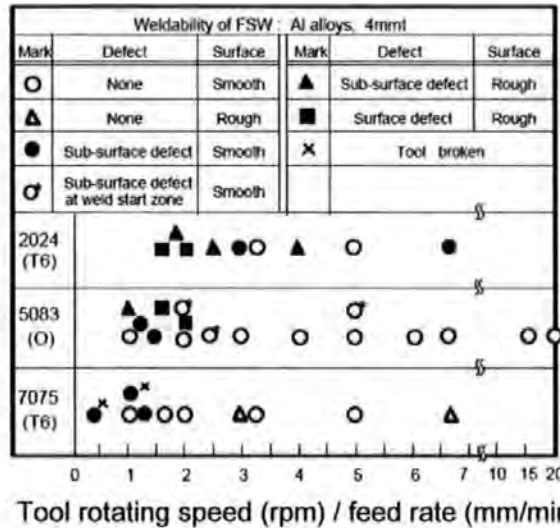 Weldability of FSW : Al alloys, 4mmt
Mark Defect Surface Mark Defect Surface
None Smooth Sub-surface defect Rough
None Rough Surface defect Rough
Sub-surface defect Smooth Tool broken
Sub-surface defect
at weld start zone Smooth
2024
(T6)
5083
(O)
7075
(T6)
0 1 2 3 4 5 6 7 10 15 20
Tool rotating speed (rpm) / feed rate (mm/mi